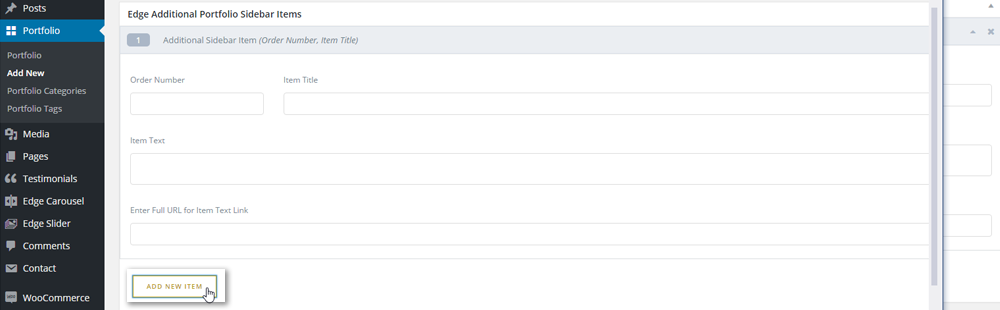 Posts
Portfolio
Portfolio
Add New
Portfolio Categories
Portfolio Tags
Media
Pages
Testimonials
Edge Carousel
Edge Slider
Comments
Contact
WooCommerce
Edge Additional Portfolio Sidebar Items
1 Additional Sidebar Item (Order Number, Item Title)
Order Number Item Title
Item Text
Enter Full URL for Item Text Link
ADD NEW ITEM